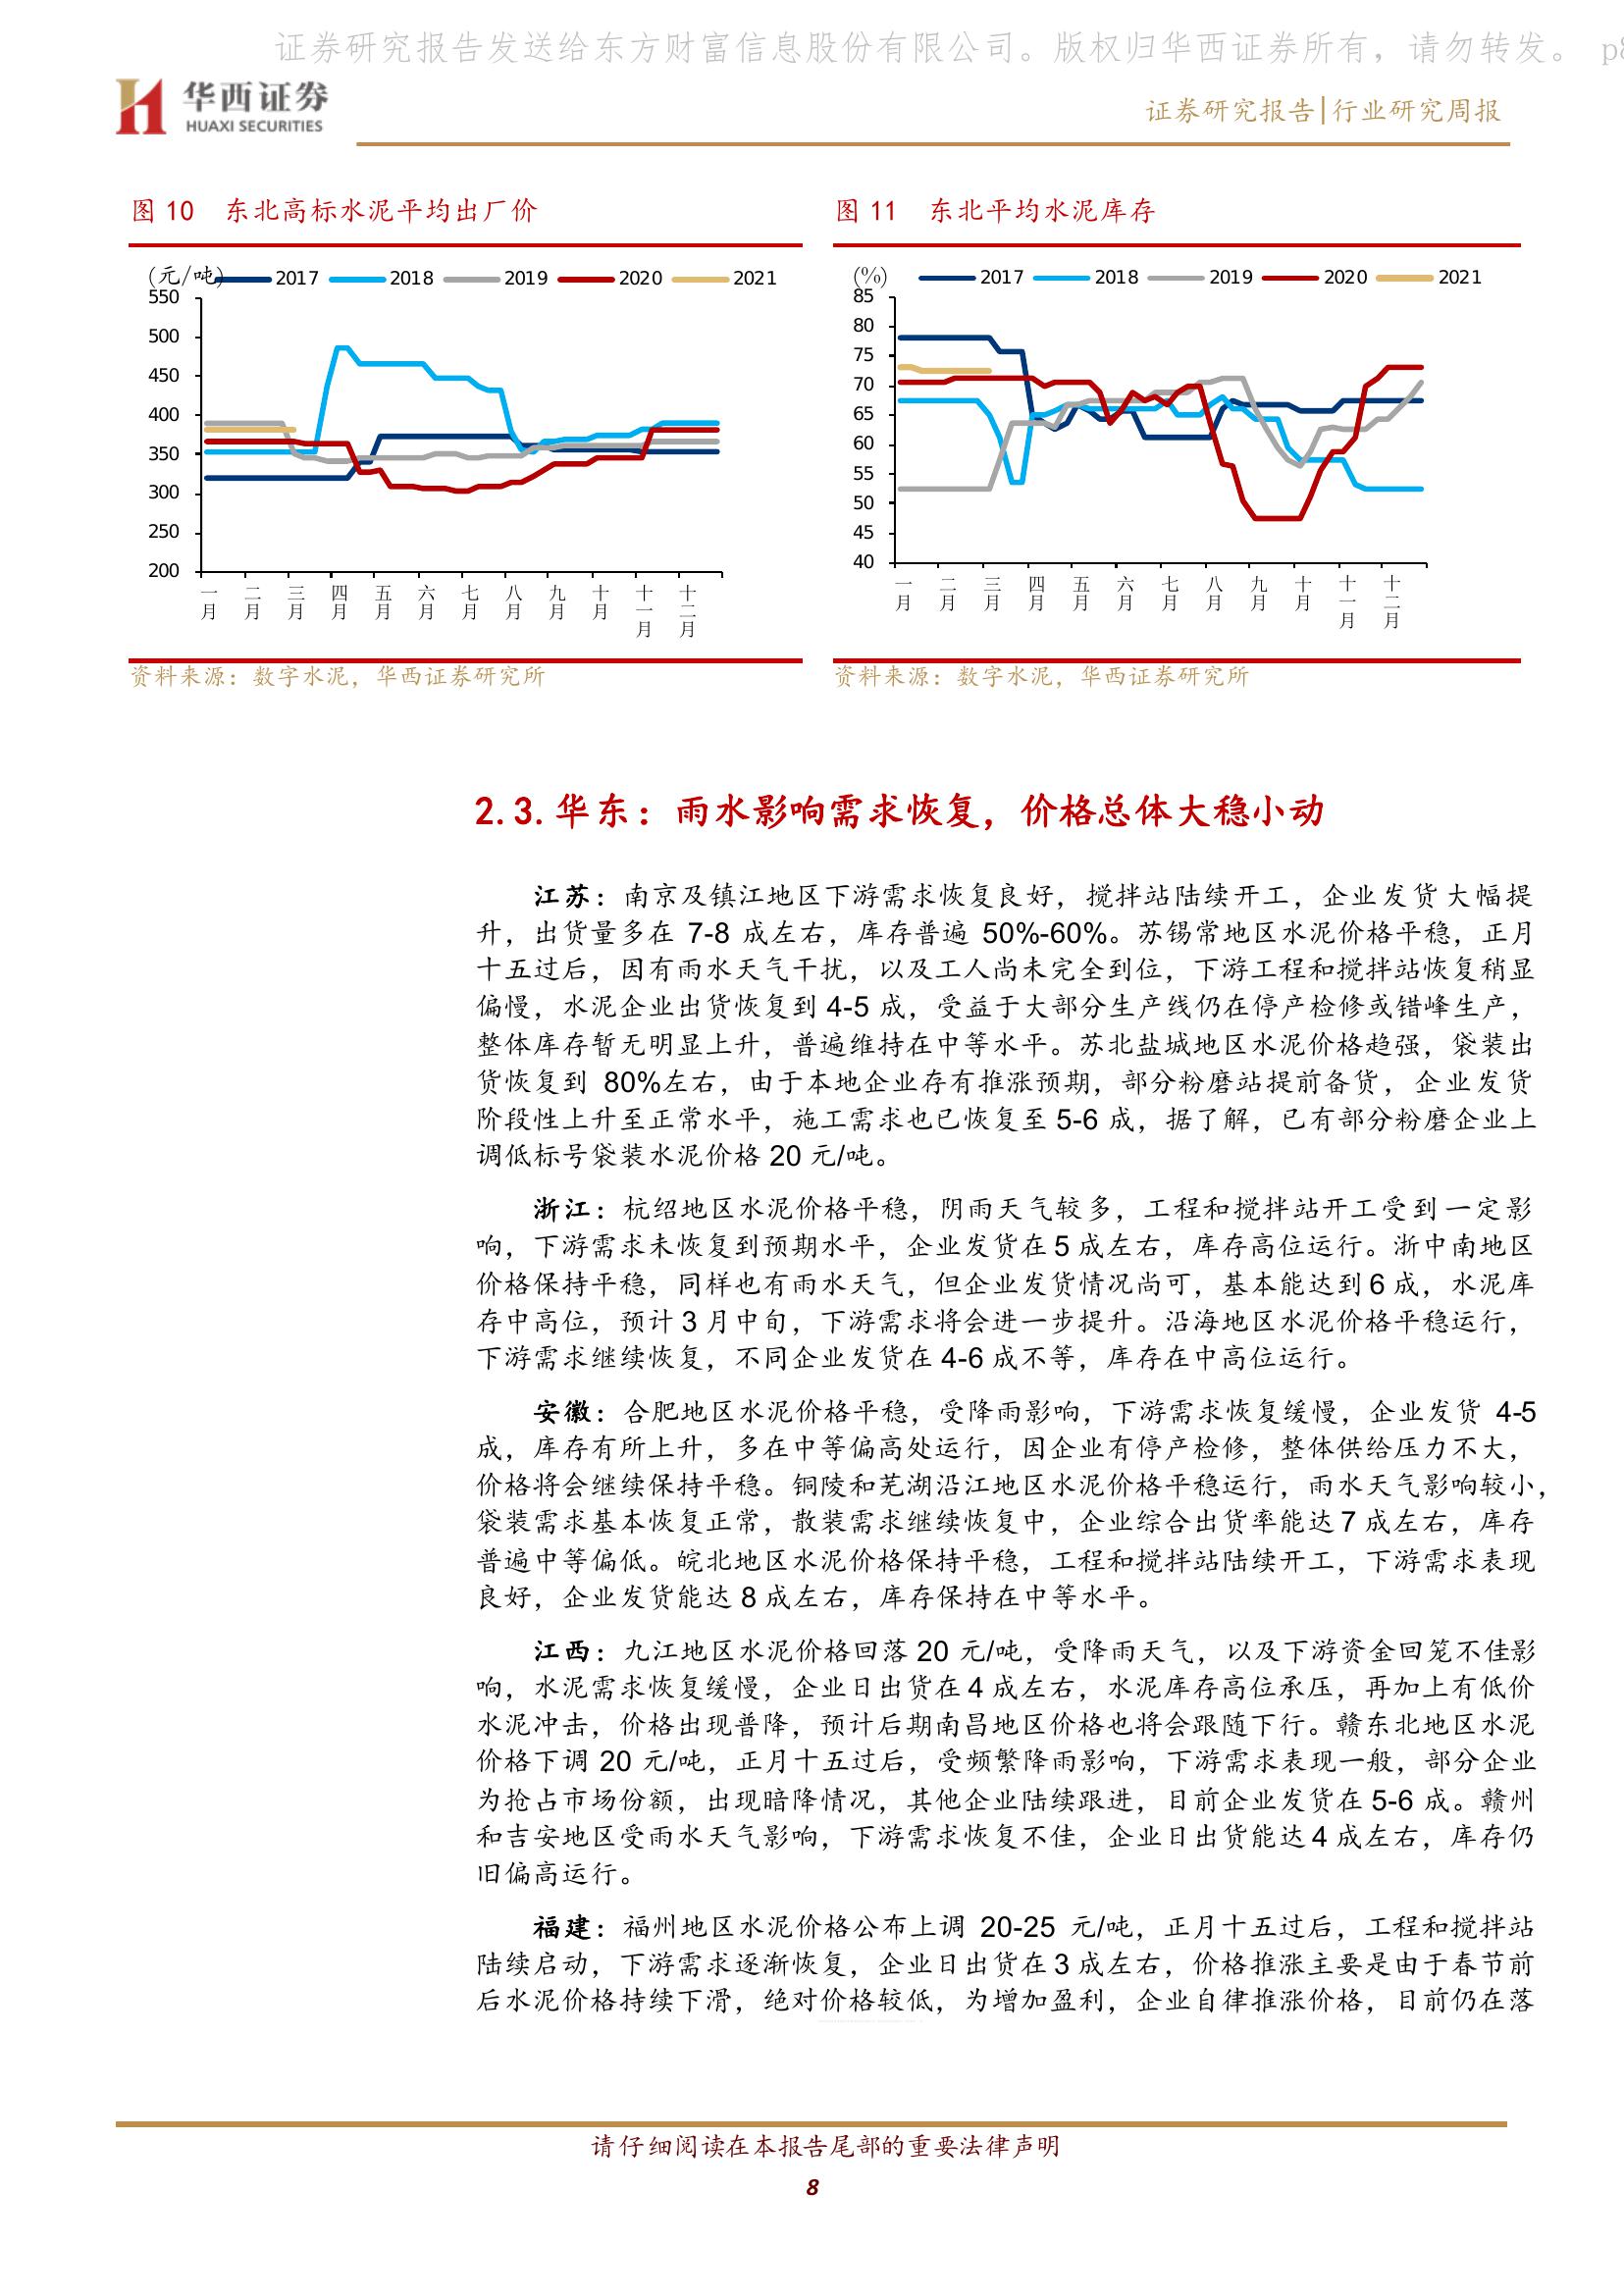 证券研究报告发送给东方财富信息股份有限公司。版权归华西证券所有，请勿转发。 p8
华西证券
HUAXI SECURITIES
证券研究报告|行业研究周报
图 10 东北高标水泥平均出厂价
（元/吨） 2017 2018 2019 2020 2021
550
500
450
400
350
300
250
200
一月 二月 三月 四月 五月 六月 七月 八月 九月 十月 十一月 十二月
资料来源：数字水泥，华西证券研究所
图 11 东北平均水泥库存
(%) 2017 2018 2019 2020 2021
85
80
75
70
65
60
55
50
45
40
一月 二月 三月 四月 五月 六月 七月 八月 九月 十月 十一月 十二月
资料来源：数字水泥，华西证券研究所
2.3.华东：雨水影响需求恢复，价格总体大稳小动
江苏：南京及镇江地区下游需求恢复良好，搅拌站陆续开工，企业发货大幅提
升，出货量多在 7-8 成左右，库存普遍 50%-60%。苏锡常地区水泥价格平稳，正月
十五过后，因有雨水天气干扰，以及工人尚未完全到位，下游工程和搅拌站恢复稍显
偏慢，水泥企业出货恢复到 4-5 成，受益于大部分生产线仍在停产检修或错峰生产，
整体库存暂无明显上升，普遍维持在中等水平。苏北盐城地区水泥价格趋强，袋装出
货恢复到 80%左右，由于本地企业存有推涨预期，部分粉磨站提前备货，企业发货
阶段性上升至正常水平，施工需求也已恢复至 5-6 成，据了解，已有部分粉磨企业上
调低标号袋装水泥价格 20 元/吨。
浙江：杭绍地区水泥价格平稳，阴雨天气较多，工程和搅拌站开工受到一定影
响，下游需求未恢复到预期水平，企业发货在 5 成左右，库存高位运行。浙中南地区
价格保持平稳，同样也有雨水天气，但企业发货情况尚可，基本能达到 6 成，水泥库
存中高位，预计 3 月中旬，下游需求将会进一步提升。沿海地区水泥价格平稳运行，
下游需求继续恢复，不同企业发货在 4-6 成不等，库存在中高位运行。
安徽：合肥地区水泥价格平稳，受降雨影响，下游需求恢复缓慢，企业发货 4-5
成，库存有所上升，多在中等偏高处运行，因企业有停产检修，整体供给压力不大，
价格将会继续保持平稳。铜陵和芜湖沿江地区水泥价格平稳运行，雨水天气影响较小，
袋装需求基本恢复正常，散装需求继续恢复中，企业综合出货率能达 7 成左右，库存
普遍中等偏低。皖北地区水泥价格保持平稳，工程和搅拌站陆续开工，下游需求表现
良好，企业发货能达 8 成左右，库存保持在中等水平。
江西：九江地区水泥价格回落 20 元/吨，受降雨天气，以及下游资金回笼不佳影
响，水泥需求恢复缓慢，企业日出货在 4 成左右，水泥库存高位承压，再加上有低价
水泥冲击，价格出现普降，预计后期南昌地区价格也将会跟随下行。赣东北地区水泥
价格下调 20 元/吨，正月十五过后，受频繁降雨影响，下游需求表现一般，部分企业
为抢占市场份额，出现暗降情况，其他企业陆续跟进，目前企业发货在 5-6 成。赣州
和吉安地区受雨水天气影响，下游需求恢复不佳，企业日出货能达 4 成左右，库存仍
旧偏高运行。
福建：福州地区水泥价格公布上调 20-25 元/吨，正月十五过后，工程和搅拌站
陆续启动，下游需求逐渐恢复，企业日出货在 3 成左右，价格推涨主要是由于春节前
后水泥价格持续下滑，绝对价格较低，为增加盈利，企业自律推涨价格，目前仍在落
请仔细阅读在本报告尾部的重要法律声明
8